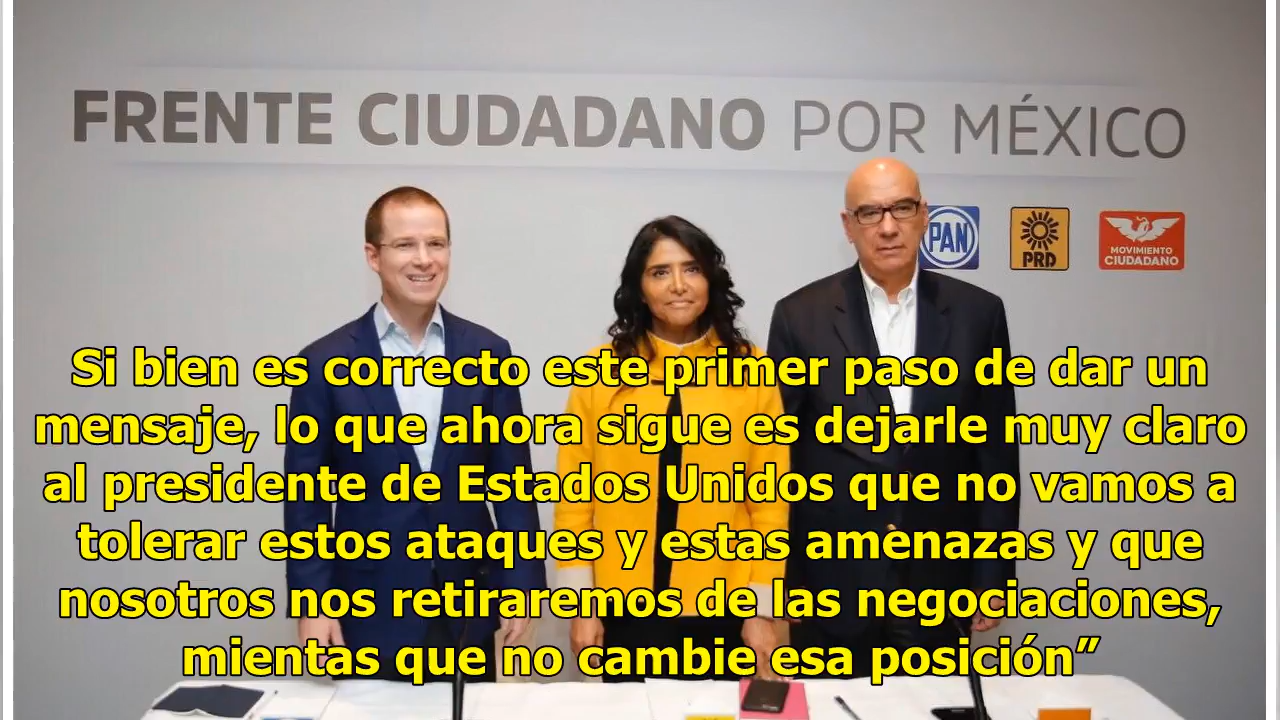 FRENTE CIUDADANO POR MÉXICO
PAN
PRD
MOVIMIENTO
CIUDADANO
Si bien es correcto este primer paso de dar un
mensaje, lo que ahora sigue es dejarle muy claro
al presidente de Estados Unidos que no vamos a
tolerar estos ataques y estas amenazas y que
nosotros nos retiraremos de las negociaciones,
mientas que no cambie esa posición”